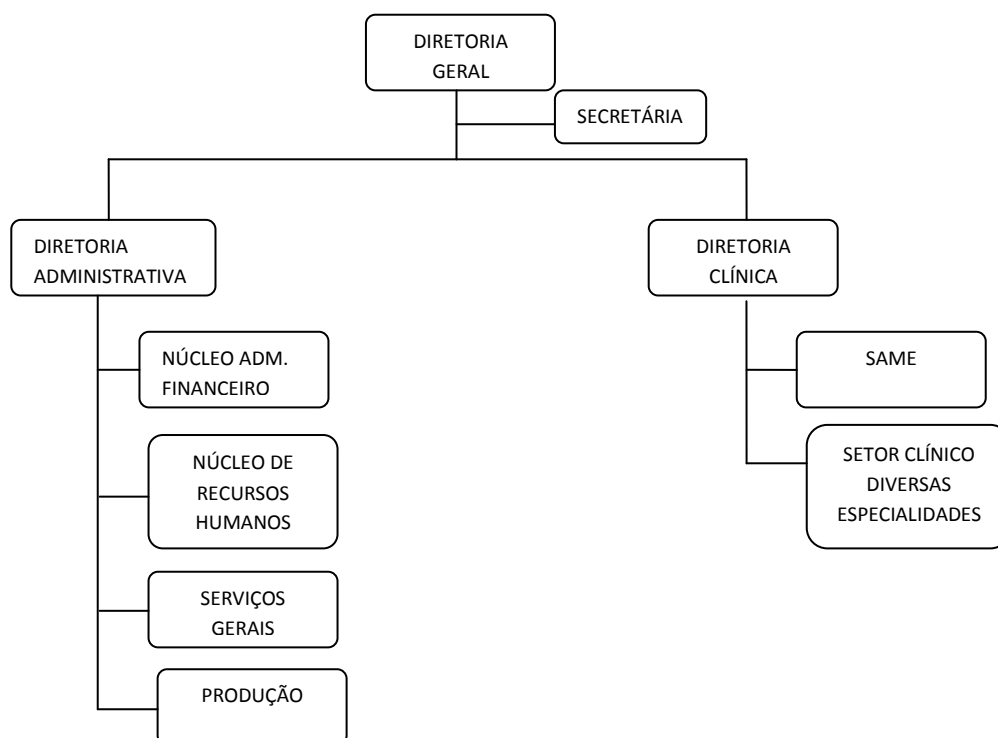 DIRETORIA
GERAL
SECRETÁRIA
DIRETORIA
ADMINISTRATIVA
DIRETORIA
CLÍNICA
NÚCLEO ADM.
FINANCEIRO
SAME
NÚCLEO DE
RECURSOS
HUMANOS
SETOR CLÍNICO
DIVERSAS
ESPECIALIDADES
SERVIÇOS
GERAIS
PRODUÇÃO